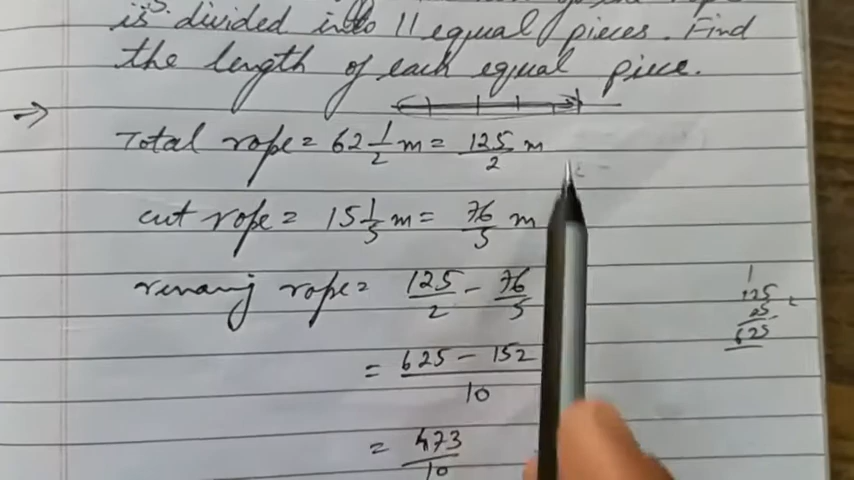 is divided into 11 equal pieces. Find
the length of each equal piece.
Total rope = 62 1/2 m = 125/2 m
cut rope = 15 1/5 m = 76/5 m
remaing rope = 125/2 - 76/5
= 625 - 152 / 10
= 473/10
1
125
625